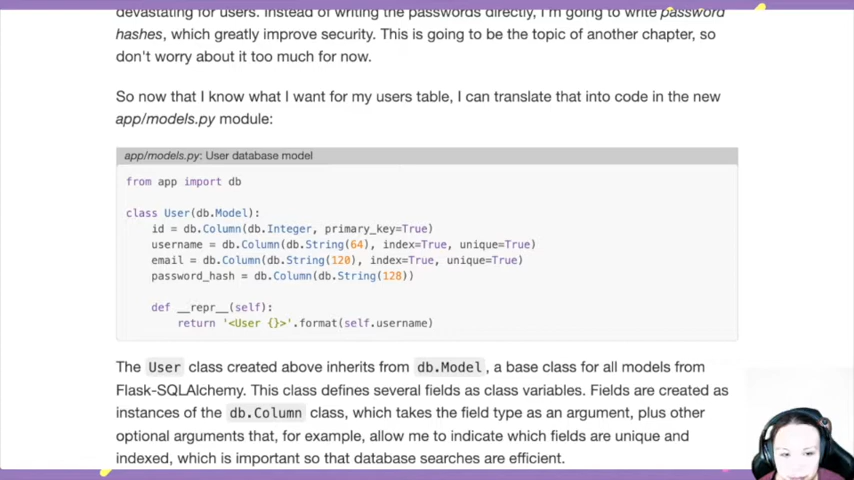 devastating for users. Instead of writing the passwords directly, I'm going to write password
hashes, which greatly improve security. This is going to be the topic of another chapter, so
don't worry about it too much for now.
So now that I know what I want for my users table, I can translate that into code in the new
app/models.py module:
app/models.py: User database model
from app import db
class User(db.Model):
    id = db.Column(db.Integer, primary_key=True)
    username = db.Column(db.String(64), index=True, unique=True)
    email = db.Column(db.String(120), index=True, unique=True)
    password_hash = db.Column(db.String(128))
    def __repr__(self):
        return '<User {}>'.format(self.username)
The User class created above inherits from db.Model, a base class for all models from
Flask-SQLAlchemy. This class defines several fields as class variables. Fields are created as
instances of the db.Column class, which takes the field type as an argument, plus other
optional arguments that, for example, allow me to indicate which fields are unique and
indexed, which is important so that database searches are efficient.